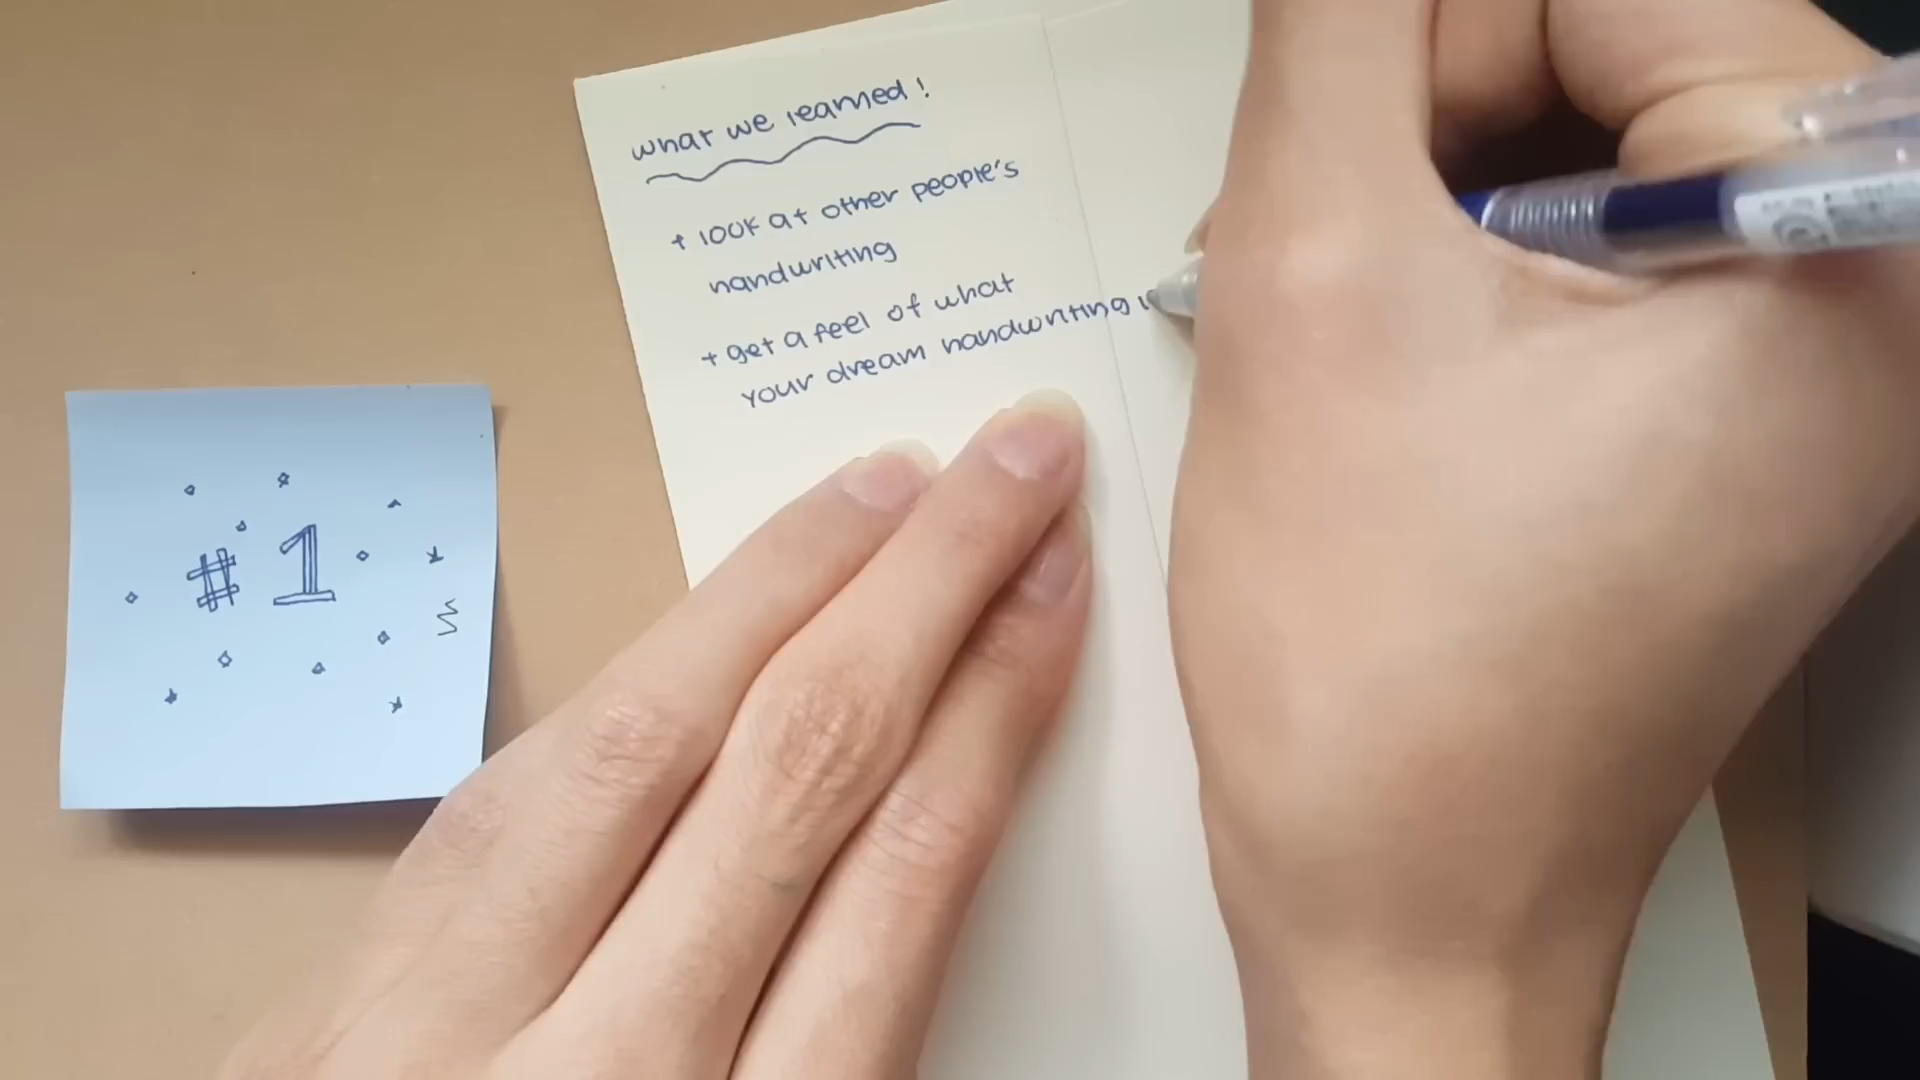 what we learned!
+ look at other people's
handwriting
+ get a feel of what
your dream handwriting
#1